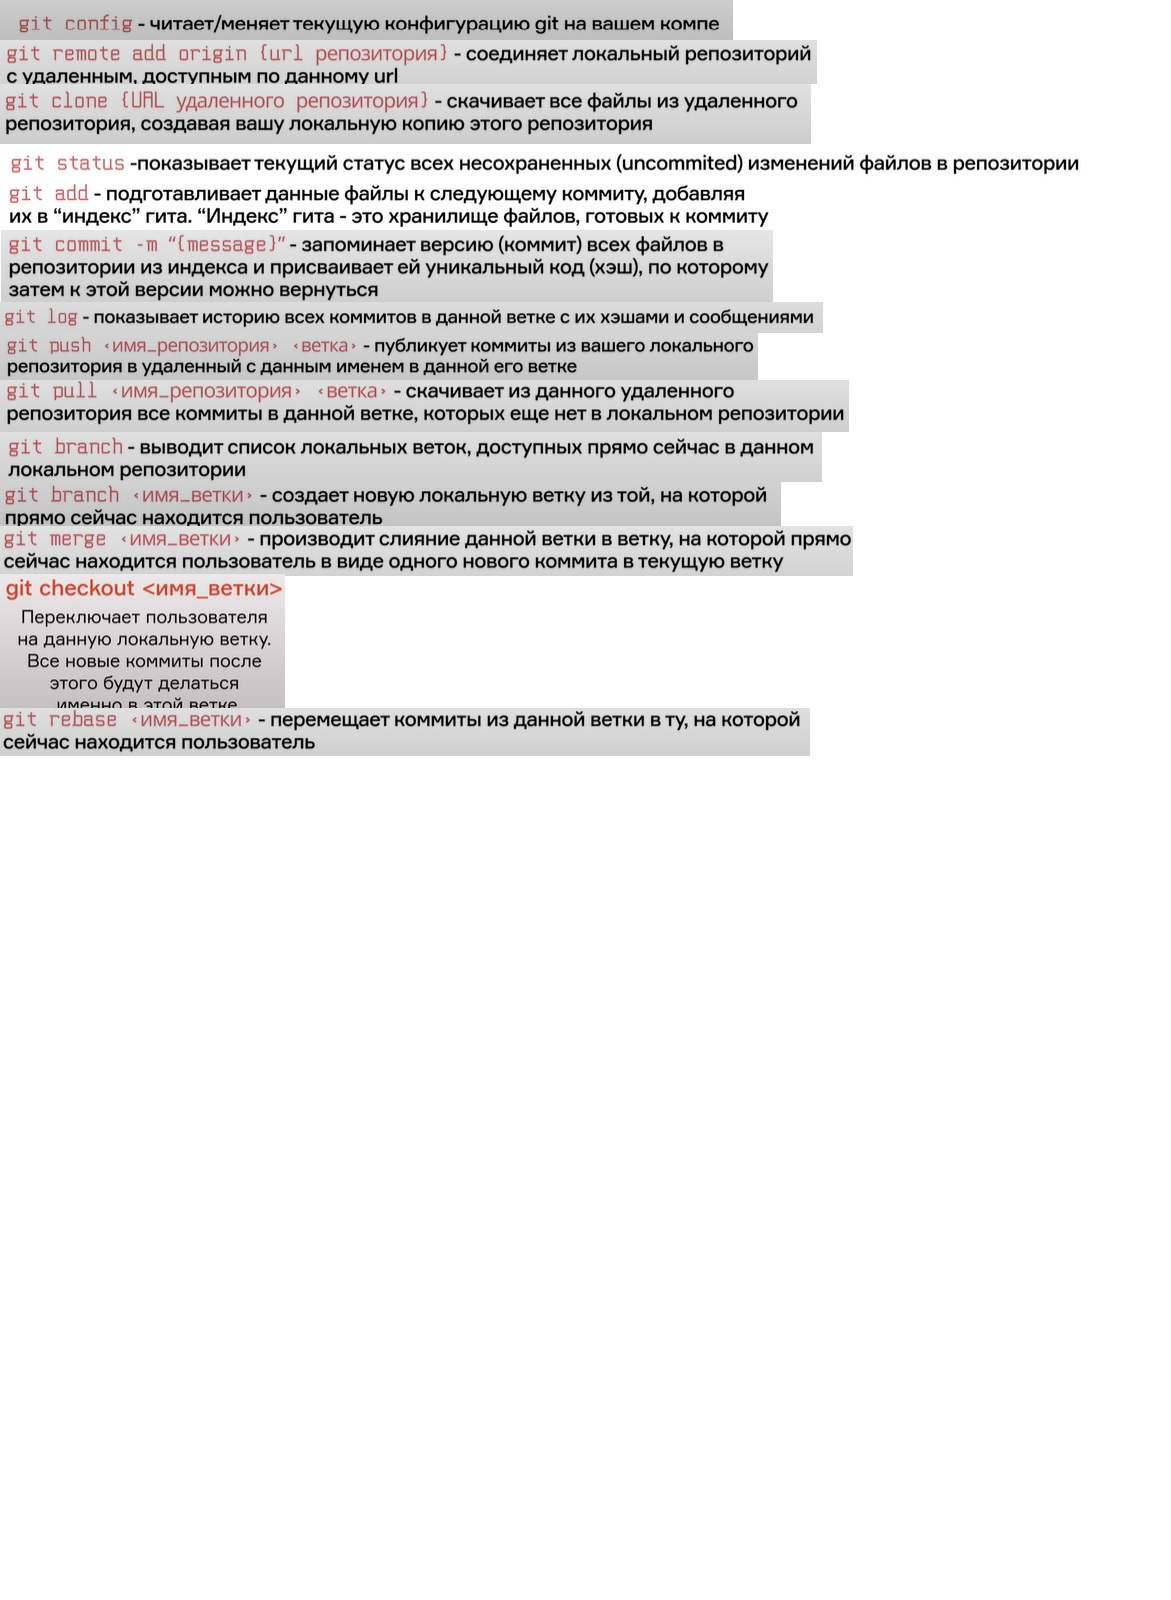 git config - читает/меняет текущую конфигурацию git на вашем компе
git remote add origin {url репозитория} - соединяет локальный репозиторий
с удаленным, доступным по данному url
git clone {URL удаленного репозитория} - скачивает все файлы из удаленного
репозитория, создавая вашу локальную копию этого репозитория
git status -показывает текущий статус всех несохраненных (uncommited) изменений файлов в репозитории
git add - подготавливает данные файлы к следующему коммиту, добавляя
их в “индекс” гита. “Индекс” гита - это хранилище файлов, готовых к коммиту
git commit -m “{message}” - запоминает версию (коммит) всех файлов в
репозитории из индекса и присваивает ей уникальный код (хэш), по которому
затем к этой версии можно вернуться
git log - показывает историю всех коммитов в данной ветке с их хэшами и сообщениями
git push ‹имя_репозитория› ‹ветка› - публикует коммиты из вашего локального
репозитория в удаленный с данным именем в данной его ветке
git pull ‹имя_репозитория› ‹ветка› - скачивает из данного удаленного
репозитория все коммиты в данной ветке, которых еще нет в локальном репозитории
git branch - выводит список локальных веток, доступных прямо сейчас в данном
локальном репозитории
git branch ‹имя_ветки› - создает новую локальную ветку из той, на которой
прямо сейчас находится пользователь
git merge ‹имя_ветки› - производит слияние данной ветки в ветку, на которой прямо
сейчас находится пользователь в виде одного нового коммита в текущую ветку
git checkout <имя_ветки>
Переключает пользователя
на данную локальную ветку.
Все новые коммиты после
этого будут делаться
именно в этой ветке
git rebase ‹имя_ветки› - перемещает коммиты из данной ветки в ту, на которой
сейчас находится пользователь